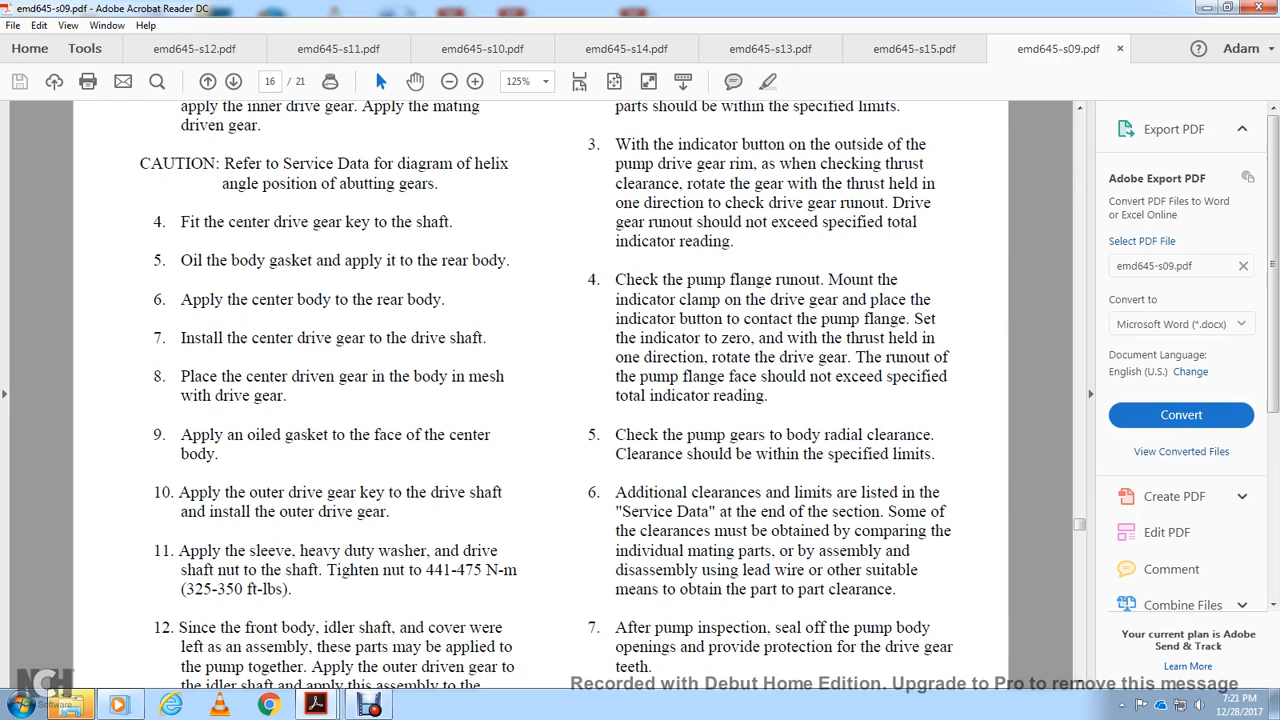 emd645-s09.pdf - Adobe Acrobat Reader DC
File Edit View Window Help
Home Tools emd645-s12.pdf emd645-s11.pdf emd645-s10.pdf emd645-s14.pdf emd645-s13.pdf emd645-s15.pdf emd645-s09.pdf × Adam
16 / 21 125%
apply the inner drive gear. Apply the mating
driven gear.
CAUTION: Refer to Service Data for diagram of helix
angle position of abutting gears.
4. Fit the center drive gear key to the shaft.
5. Oil the body gasket and apply it to the rear body.
6. Apply the center body to the rear body.
7. Install the center drive gear to the drive shaft.
8. Place the center driven gear in the body in mesh
with drive gear.
9. Apply an oiled gasket to the face of the center
body.
10. Apply the outer drive gear key to the drive shaft
and install the outer drive gear.
11. Apply the sleeve, heavy duty washer, and drive
shaft nut to the shaft. Tighten nut to 441-475 N-m
(325-350 ft-lbs).
12. Since the front body, idler shaft, and cover were
left as an assembly, these parts may be applied to
the pump together. Apply the outer driven gear to
the idler shaft and apply this assembly to the
parts should be within the specified limits.
3. With the indicator button on the outside of the
pump drive gear rim, as when checking thrust
clearance, rotate the gear with the thrust held in
one direction to check drive gear runout. Drive
gear runout should not exceed specified total
indicator reading.
4. Check the pump flange runout. Mount the
indicator clamp on the drive gear and place the
indicator button to contact the pump flange. Set
the indicator to zero, and with the thrust held in
one direction, rotate the drive gear. The runout of
the pump flange face should not exceed specified
total indicator reading.
5. Check the pump gears to body radial clearance.
Clearance should be within the specified limits.
6. Additional clearances and limits are listed in the
"Service Data" at the end of the section. Some of
the clearances must be obtained by comparing the
individual mating parts, or by assembly and
disassembly using lead wire or other suitable
means to obtain the part to part clearance.
7. After pump inspection, seal off the pump body
openings and provide protection for the drive gear
teeth.
Export PDF
Adobe Export PDF
Convert PDF Files to Word
or Excel Online
Select PDF File
emd645-s09.pdf
Convert to
Microsoft Word (*.docx)
Document Language:
English (U.S.) Change
Convert
View Converted Files
Create PDF
Edit PDF
Comment
Combine Files
Your current plan is Adobe
Send & Track
Learn More
NCH
Software
Recorded with Debut Home Edition. Upgrade to Pro to remove this message
7:21 PM
12/28/2017